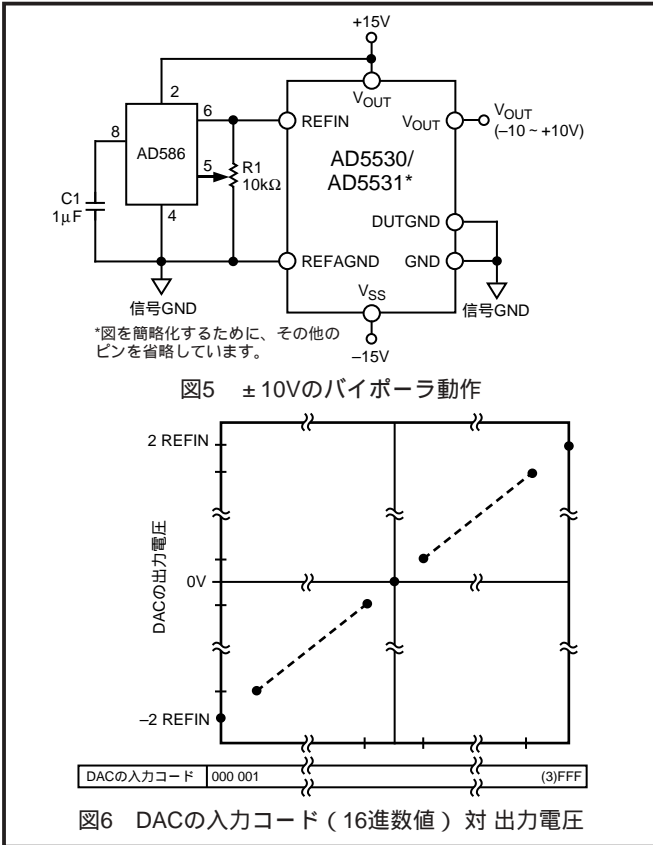 +15V
2
VOUT
6
REFIN
VOUT
VOUT
(–10 ~ +10V)
8
AD586
5
R1
10kΩ
AD5530/
AD5531*
C1
1μF
4
DUTGND
REFAGND
GND
信号GND
VSS
信号GND
*図を簡略化するために、その他の
ピンを省略しています。
–15V
図5 ±10Vのバイポーラ動作
2 REFIN
DACの出力電圧
0V
–2 REFIN
DACの入力コード 000 001 (3)FFF
図6 DACの入力コード(16進数値)対 出力電圧